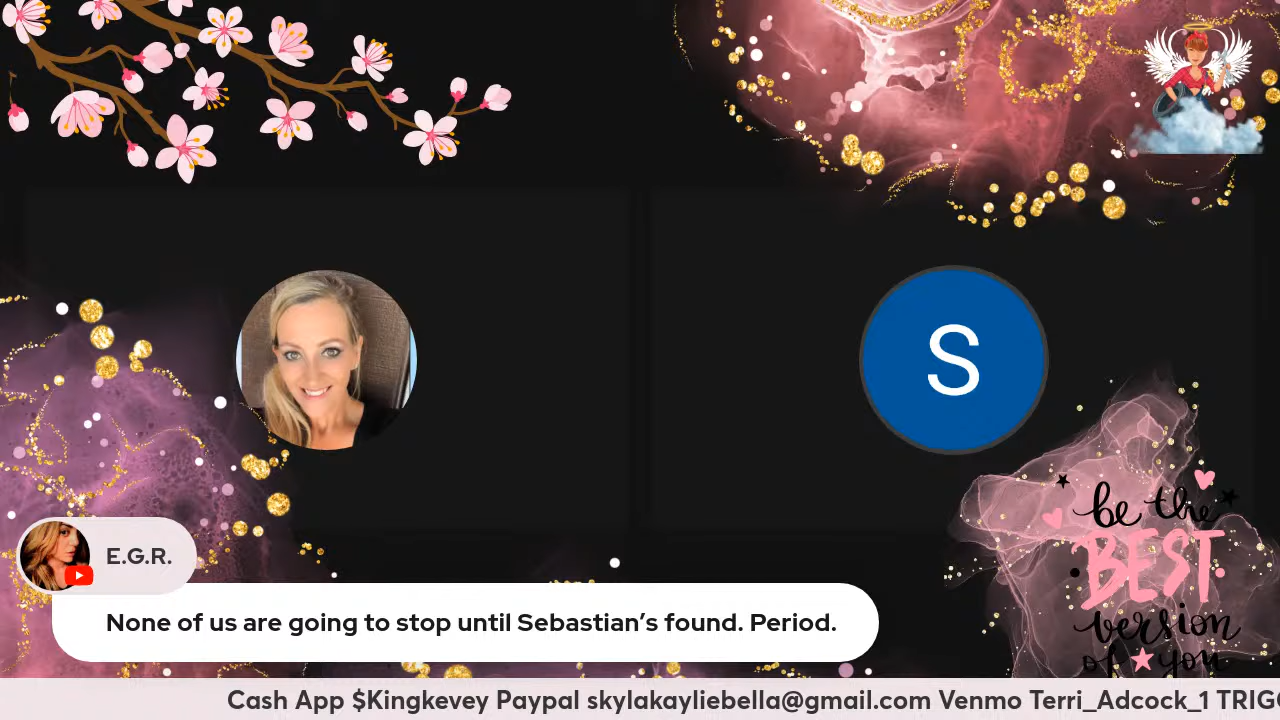 S
be the
BEST
version
of you
E.G.R.
None of us are going to stop until Sebastian’s found. Period.
Cash App $Kingkevey Paypal skylakayliebella@gmail.com Venmo Terri_Adcock_1 TRIGG